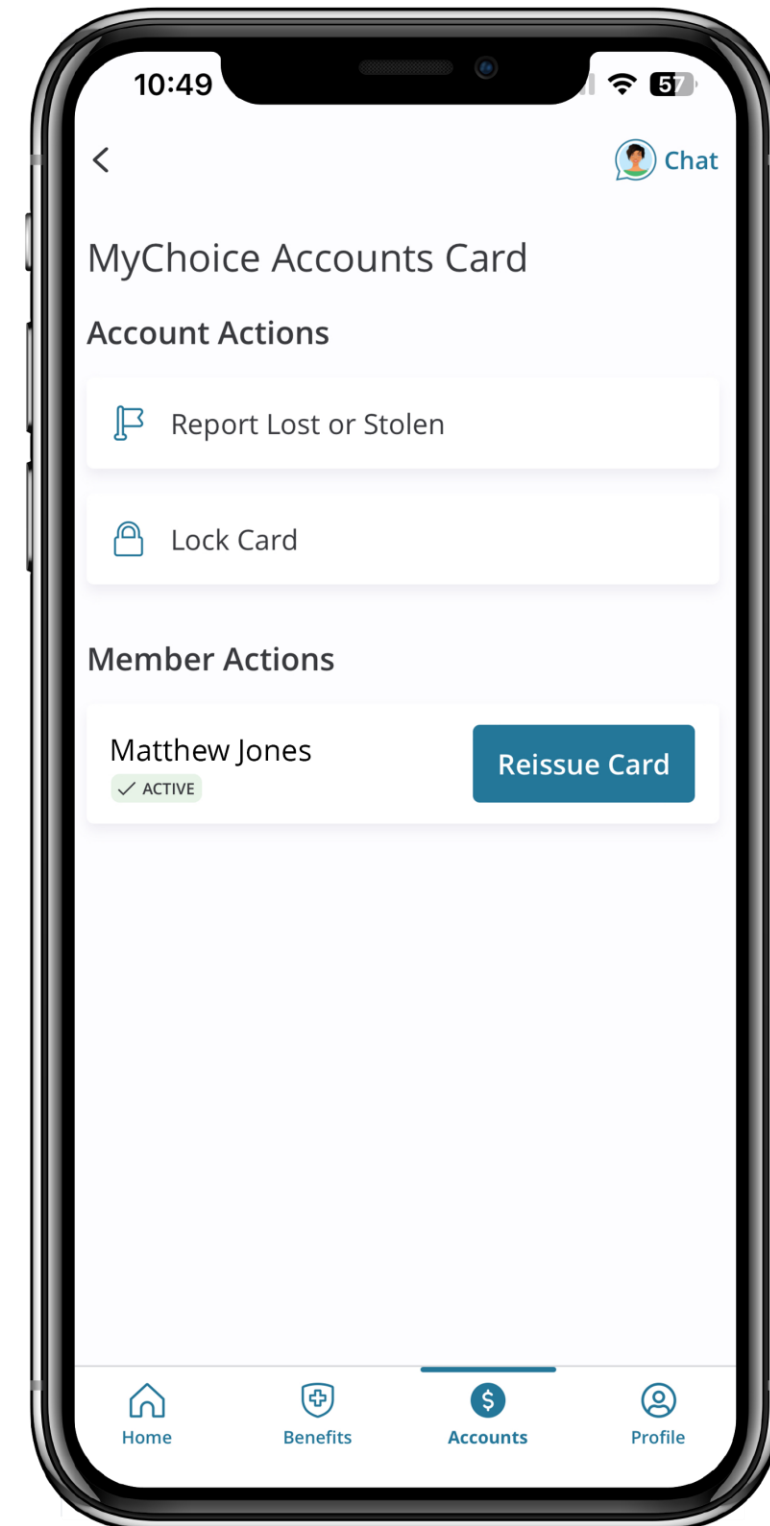 10:49
57
Chat
MyChoice Accounts Card
Account Actions
Report Lost or Stolen
Lock Card
Member Actions
Matthew Jones
Reissue Card
ACTIVE
Home
Benefits
Accounts
Profile